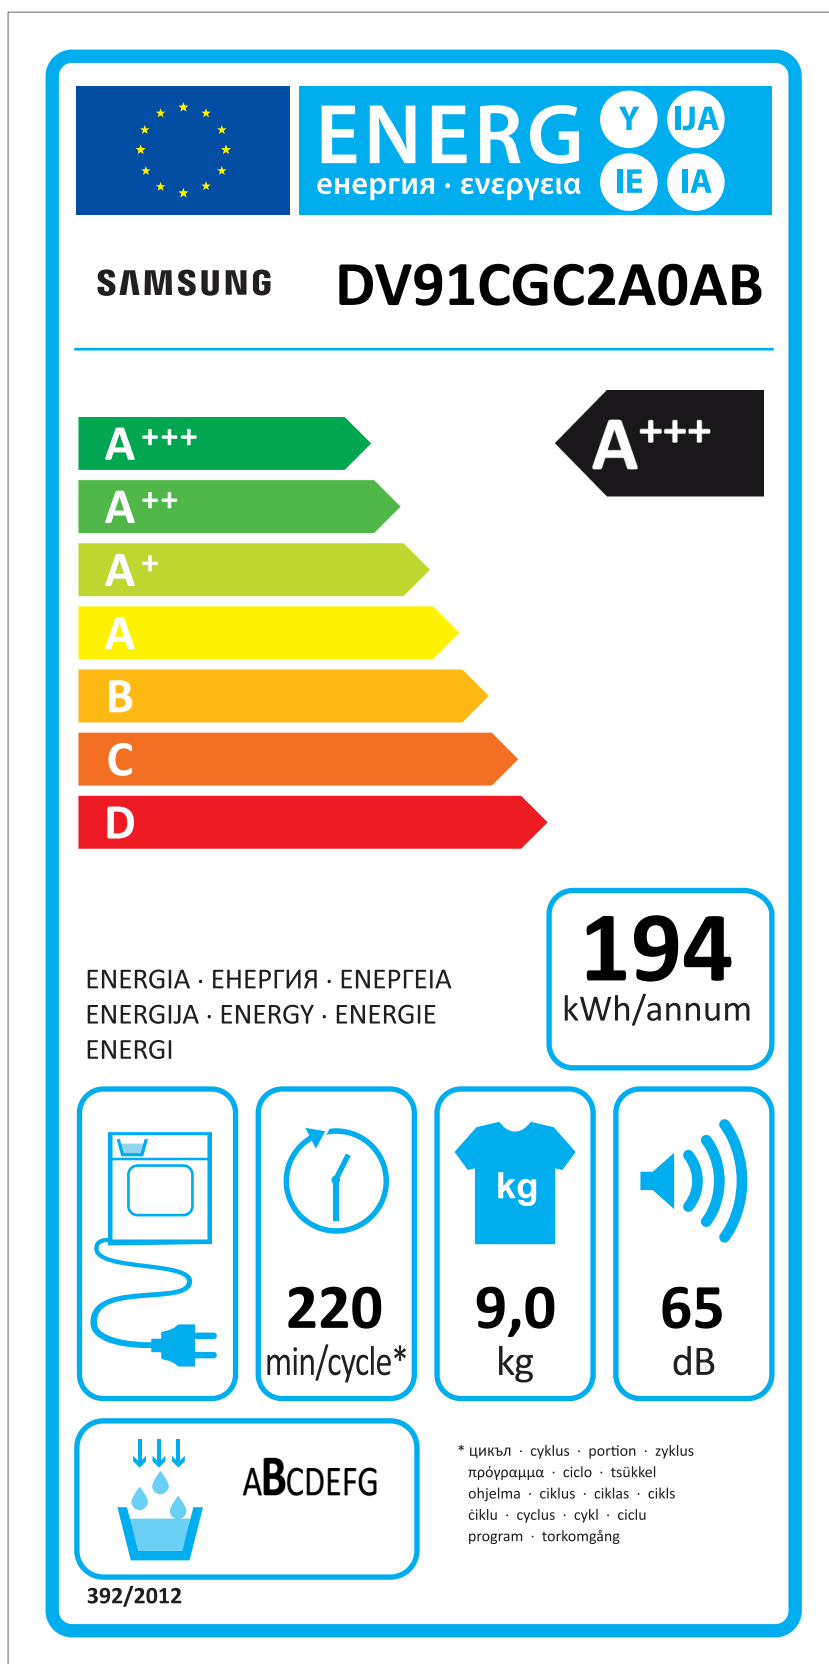 ENERG Y IJA
енергия · ενεργεια IE IA
SAMSUNG DV91CGC2A0AB
A+++ A+++
A++
A+
A
B
C
D
194
kWh/annum
ENERGIA · ЕНЕРГИЯ · ΕΝΕΡΓΕΙΑ
ENERGIJA · ENERGY · ENERGIE
ENERGI
kg
220 9,0 65
min/cycle* kg dB
ABCDEFG
* цикъл · cyklus · portion · zyklus
πρόγραμμα · ciclo · tsükkel
ohjelma · ciklus · ciklas · cikls
ċiklu · cyclus · cykl · ciclu
program · torkomgång
392/2012